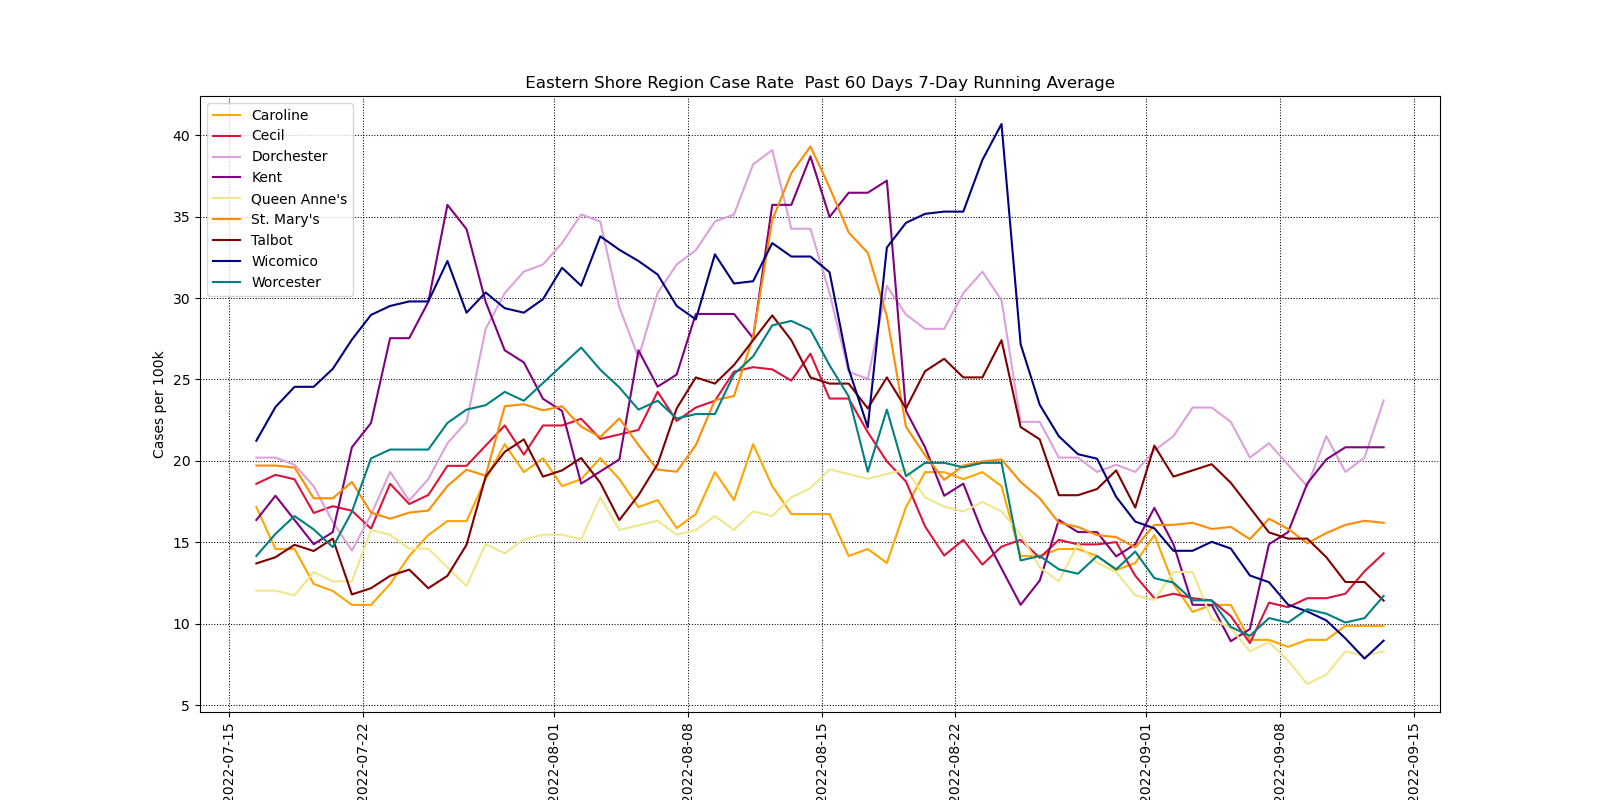 Eastern Shore Region Case Rate  Past 60 Days 7-Day Running Average
Caroline
Cecil
Dorchester
Kent
Queen Anne's
St. Mary's
Talbot
Wicomico
Worcester
Cases per 100k
40
35
30
25
20
15
10
5
2022-07-15
2022-07-22
2022-08-01
2022-08-08
2022-08-15
2022-08-22
2022-09-01
2022-09-08
2022-09-15